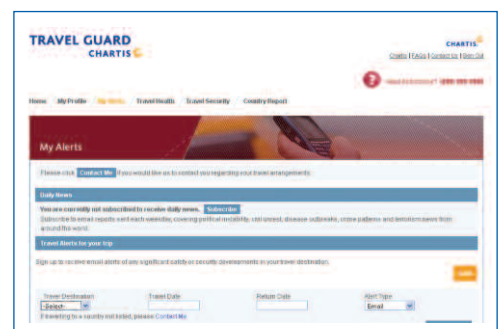 TRAVEL GUARD
CHARTIS
CHARTIS
Chartis | FAQs | Contact Us | Sign Out
Home My Profile My Alerts Travel Health Travel Security Country Report
My Alerts
Please click Contact Me if you would like us to contact you regarding your travel arrangements.
Daily News
You are currently not subscribed to receive daily news. Subscribe
Subscribe to email reports sent each weekday, covering political instability, civil unrest, disease outbreaks, crime patterns and terrorism news from
around the world.
Travel Alerts for your trip
Sign up to receive email alerts of any significant safety or security developments in your travel destination.
Travel Destination Travel Date Return Date Alert Type
-Select- Email
If traveling to a country not listed, please Contact Me